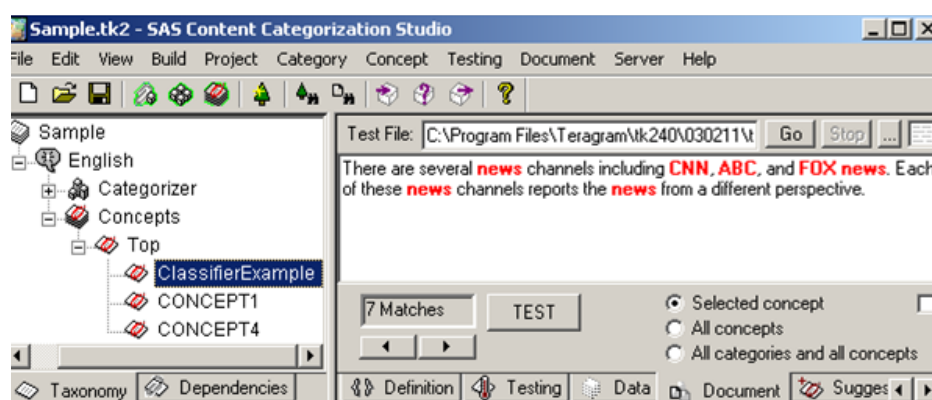 Sample.tk2 - SAS Content Categorization Studio
File Edit View Build Project Category Concept Testing Document Server Help
Sample
English
Categorizer
Concepts
Top
ClassifierExample
CONCEPT1
CONCEPT4
Taxonomy Dependencies
Test File: C:\Program Files\Teragram\tk240\030211\t Go Stop ...
There are several news channels including CNN, ABC, and FOX news. Each
of these news channels reports the news from a different perspective.
7 Matches TEST
Selected concept
All concepts
All categories and all concepts
Definition Testing Data Document Sugges